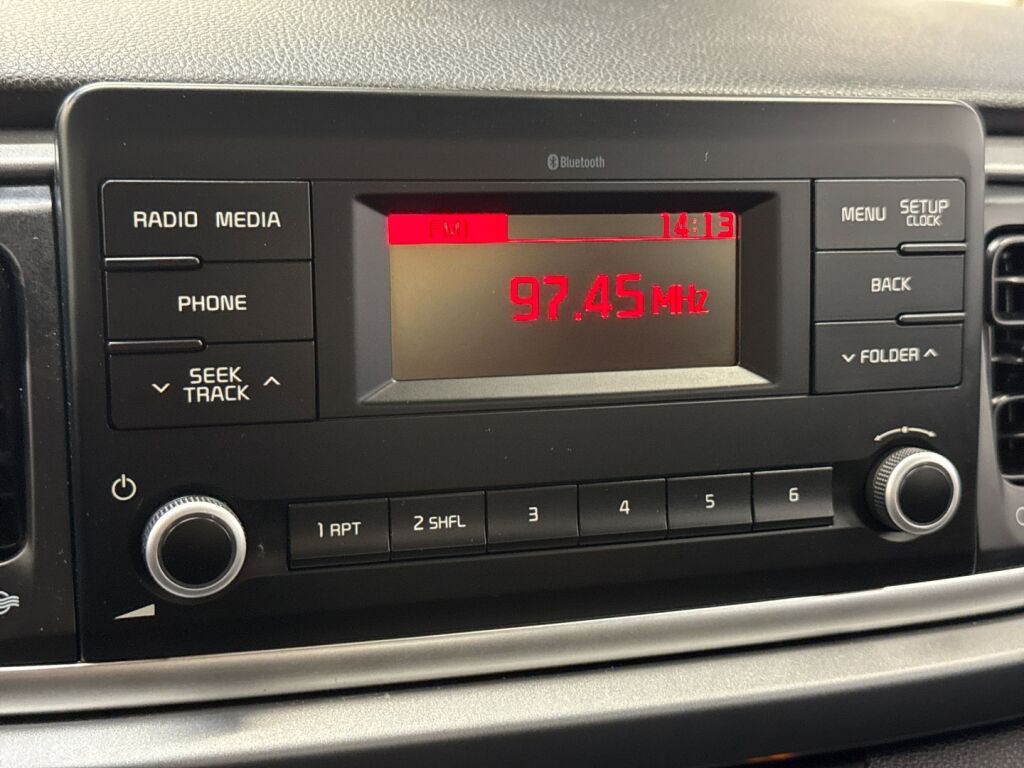 Bluetooth
RADIO MEDIA
PHONE
SEEK
TRACK
FM1 14:13
97.45 MHz
MENU SETUP
CLOCK
BACK
FOLDER
1 RPT 2 SHFL 3 4 5 6